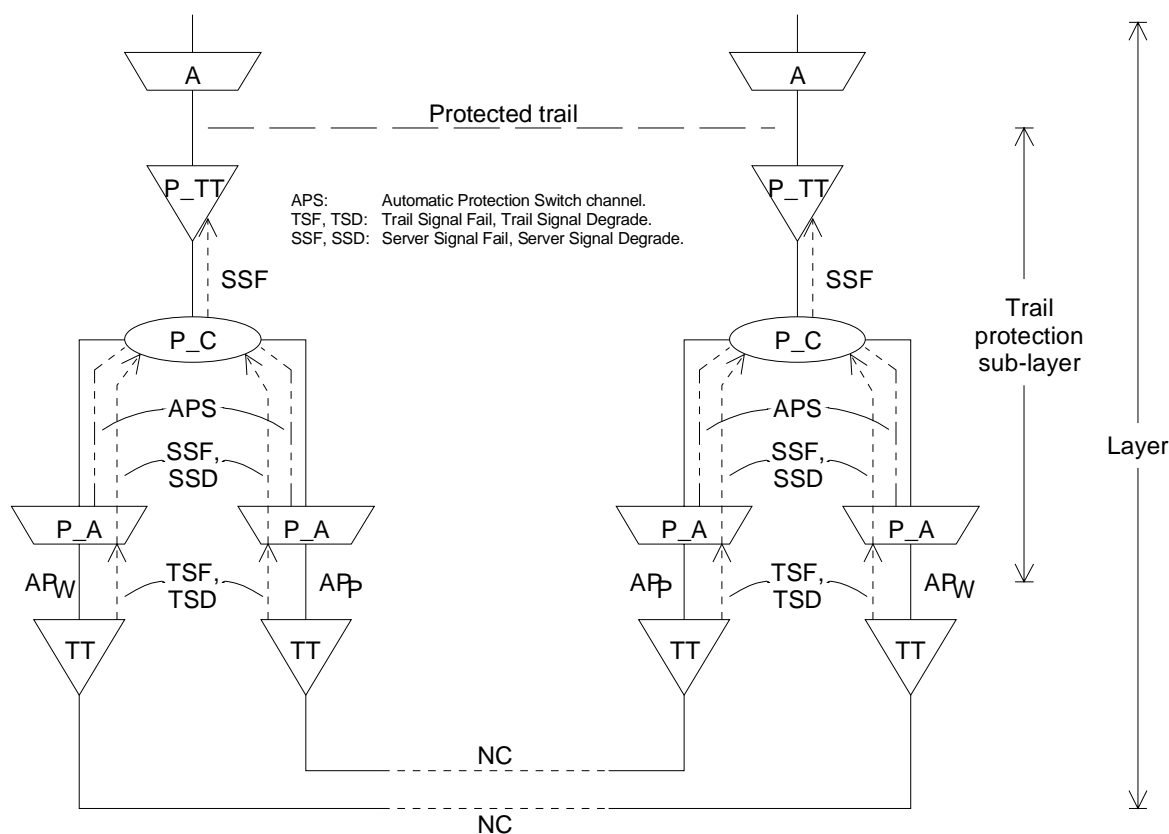 A
A
Protected trail
P_TT
P_TT
APS: Automatic Protection Switch channel.
TSF, TSD: Trail Signal Fail, Trail Signal Degrade.
SSF, SSD: Server Signal Fail, Server Signal Degrade.
SSF
SSF
Trail
protection
sub-layer
P_C
P_C
APS
APS
Layer
SSF,
SSD
SSF,
SSD
P_A
P_A
P_A
P_A
APW
TSF,
TSD
APP
APP
TSF,
TSD
APW
TT
TT
TT
TT
NC
NC